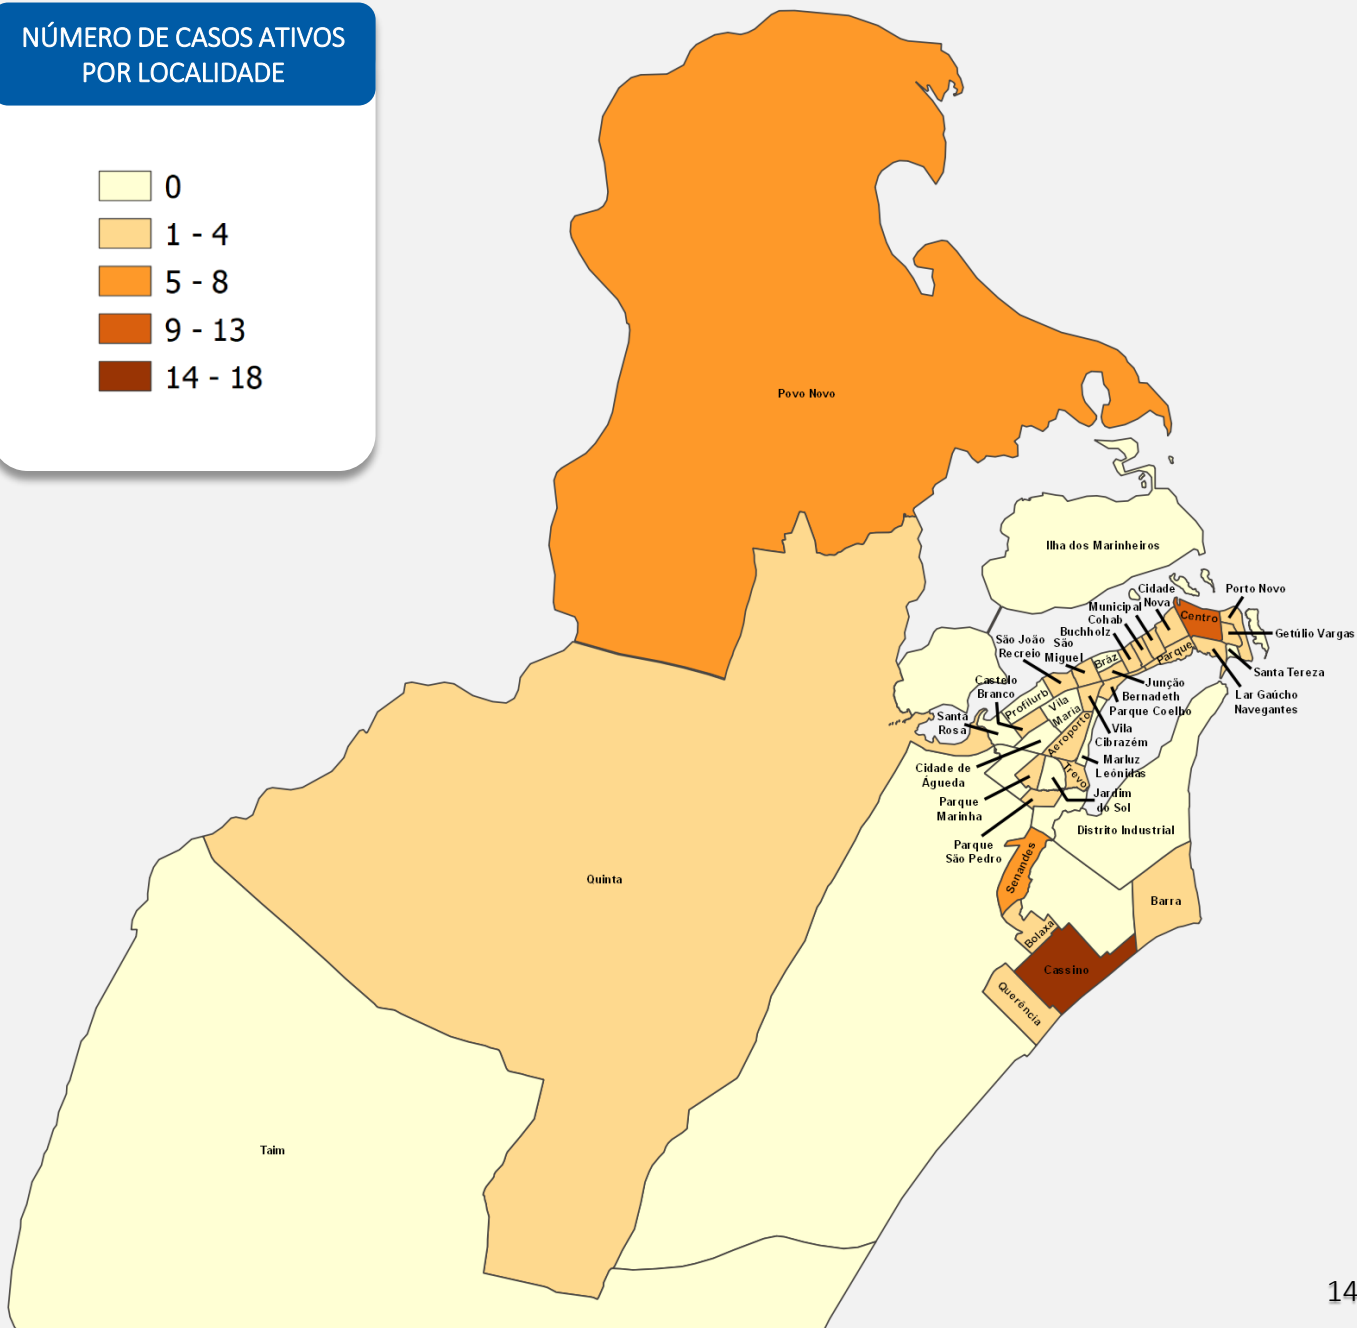 NÚMERO DE CASOS ATIVOS
POR LOCALIDADE
0
1 - 4
5 - 8
9 - 13
14 - 18
Povo Novo
Ilha dos Marinheiros
Cidade
Nova
Porto Novo
Municipal
Cohab
Centro
Buchholz
Getúlio Vargas
São João
Recreio
São
Miguel
Bráz
Parque
Santa Tereza
Castelo
Branco
Junção
Bernadeth
Parque Coelho
Lar Gaúcho
Navegantes
Profilurb
Vila
Maria
Santa
Rosa
Aeroporto
Vila
Cibrazém
Cidade de
Águeda
Marluz
Leónidas
Trevo
Parque
Marinha
Jardim
do Sol
Distrito Industrial
Parque
São Pedro
Senandes
Quinta
Barra
Bolaxa
Cassino
Querência
Taim
14